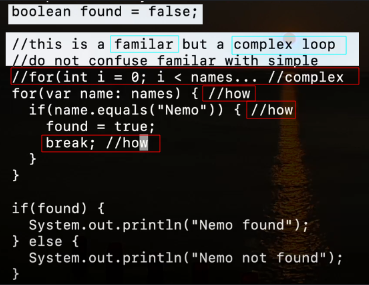 boolean found = false;
//this is a familar but a complex loop
//do not confuse familar with simple
//for(int i = 0; i < names... //complex
for(var name: names) { //how
if(name.equals("Nemo")) { //how
found = true;
break; //how
}
}
if(found) {
System.out.println("Nemo found");
} else {
System.out.println("Nemo not found");
}